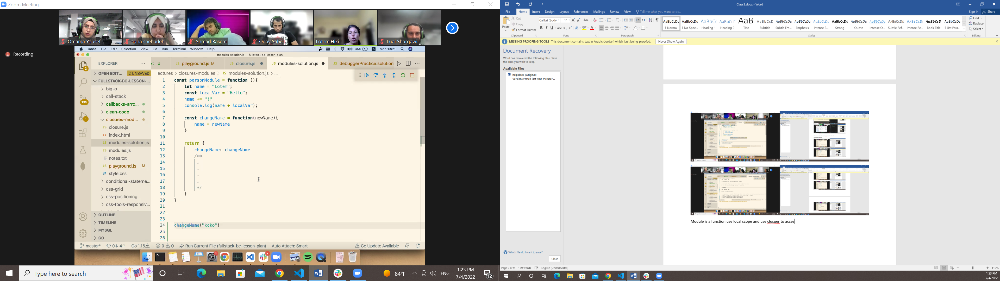 Zoom Meeting
Omama Yousef
suha shehadeh
Ahmad Basem
Oday Sabe
Lotem Hiki
Luai Sharqawi
Recording
Code File Edit Selection View Go Run Terminal Window Help
45%
A
Mon 13:21
modules-solution.js — fullstack-bc-lesson-plan
EXPLORER
xt U
JS playground.js M
JS closure.js
JS modules-solution.js
JS debuggerPractice.solution
OPEN EDIT... 2 UNSAVED
lectures > closures-modules > JS modules-solution.js > ...
FULLSTACK-BC-LESSON-...
big-o
call-stack
callbacks-arro...
clean-code
closures-mod...
JS closure.js
<> index.html
JS modules-solution.js
JS modules.js
notes.txt
JS playground.js M
# style.css
conditional-stateme...
css-grid
css-positioning
css-tools-responsiv...
OUTLINE
TIMELINE
MYSQL
GO
2
135
1
1 const personModule = function (){
2 let name = "Lotem";
3 const localVar = "Hello";
4 name += "!"
5 console.log(name + localVar);
6
7 const changeName = function(newName){
8 name = newName
9 }
10
11 return {
12 changeName: changeName
13 /**
14 .
15 .
16 .
17 .
18 */
19 }
20 }
21
22
23
24 changeName("koko")
25
26
master* 0↓ 4↑ Go 1.16 0 0 Run Current File (fullstack-bc-lesson-plan) Auto Attach: Smart Go Update Available
Type here to search
84°F
ENG
1:23 PM
7/4/2022
12
Class2.docx - Word
File Home Insert Design Layout References Mailings Review View Tell me what you want to do...
Sign in Share
Paste
Cut
Copy
Format Painter
Clipboard
Calibri (Body) 11
Font
Paragraph
AaBbCcDc ¶ Normal
AaBbCcDc ¶ No Spac...
AaBbCc Heading 1
AaBbCcC Heading 2
AaB Title
AaBbCcC Subtitle
AaBbCcDc Subtle Em...
AaBbCcDc Emphasis
AaBbCcDc Intense E...
AaBbCcDc Strong
AaBbCcDc Quote
AaBbCcDc Intense Q...
AaBbCcDD Subtle Ref...
AaBbCcD Intense Re...
AaBbCcD Book Title
AaBbCcDc ¶ List Para...
Styles
Find
Replace
Select
Editing
MISSING PROOFING TOOLS This document contains text in Arabic (Jordan) which isn't being proofed. Never Show Again
Document Recovery
Word has recovered the following files. Save
the ones you wish to keep.
Available Files
help.docx [Original]
Version created last time the user ...
Which file do I want to save?
Close
Module is a function use local scope and use clusuer to acces
Page 9 of 9 159 words English (United States)
110%
1:23 PM
7/4/2022